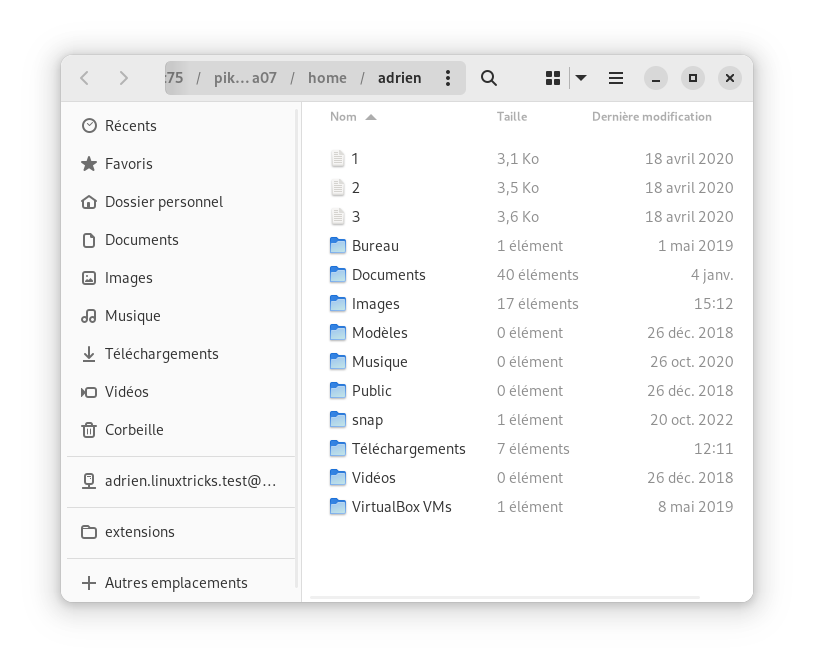 :75 / pik…a07 / home / adrien
Récents
Favoris
Dossier personnel
Documents
Images
Musique
Téléchargements
Vidéos
Corbeille
adrien.linuxtricks.test@…
extensions
Autres emplacements
Nom Taille Dernière modification
1 3,1 Ko 18 avril 2020
2 3,5 Ko 18 avril 2020
3 3,6 Ko 18 avril 2020
Bureau 1 élément 1 mai 2019
Documents 40 éléments 4 janv.
Images 17 éléments 15:12
Modèles 0 élément 26 déc. 2018
Musique 0 élément 26 oct. 2020
Public 0 élément 26 déc. 2018
snap 1 élément 20 oct. 2022
Téléchargements 7 éléments 12:11
Vidéos 0 élément 26 déc. 2018
VirtualBox VMs 1 élément 8 mai 2019